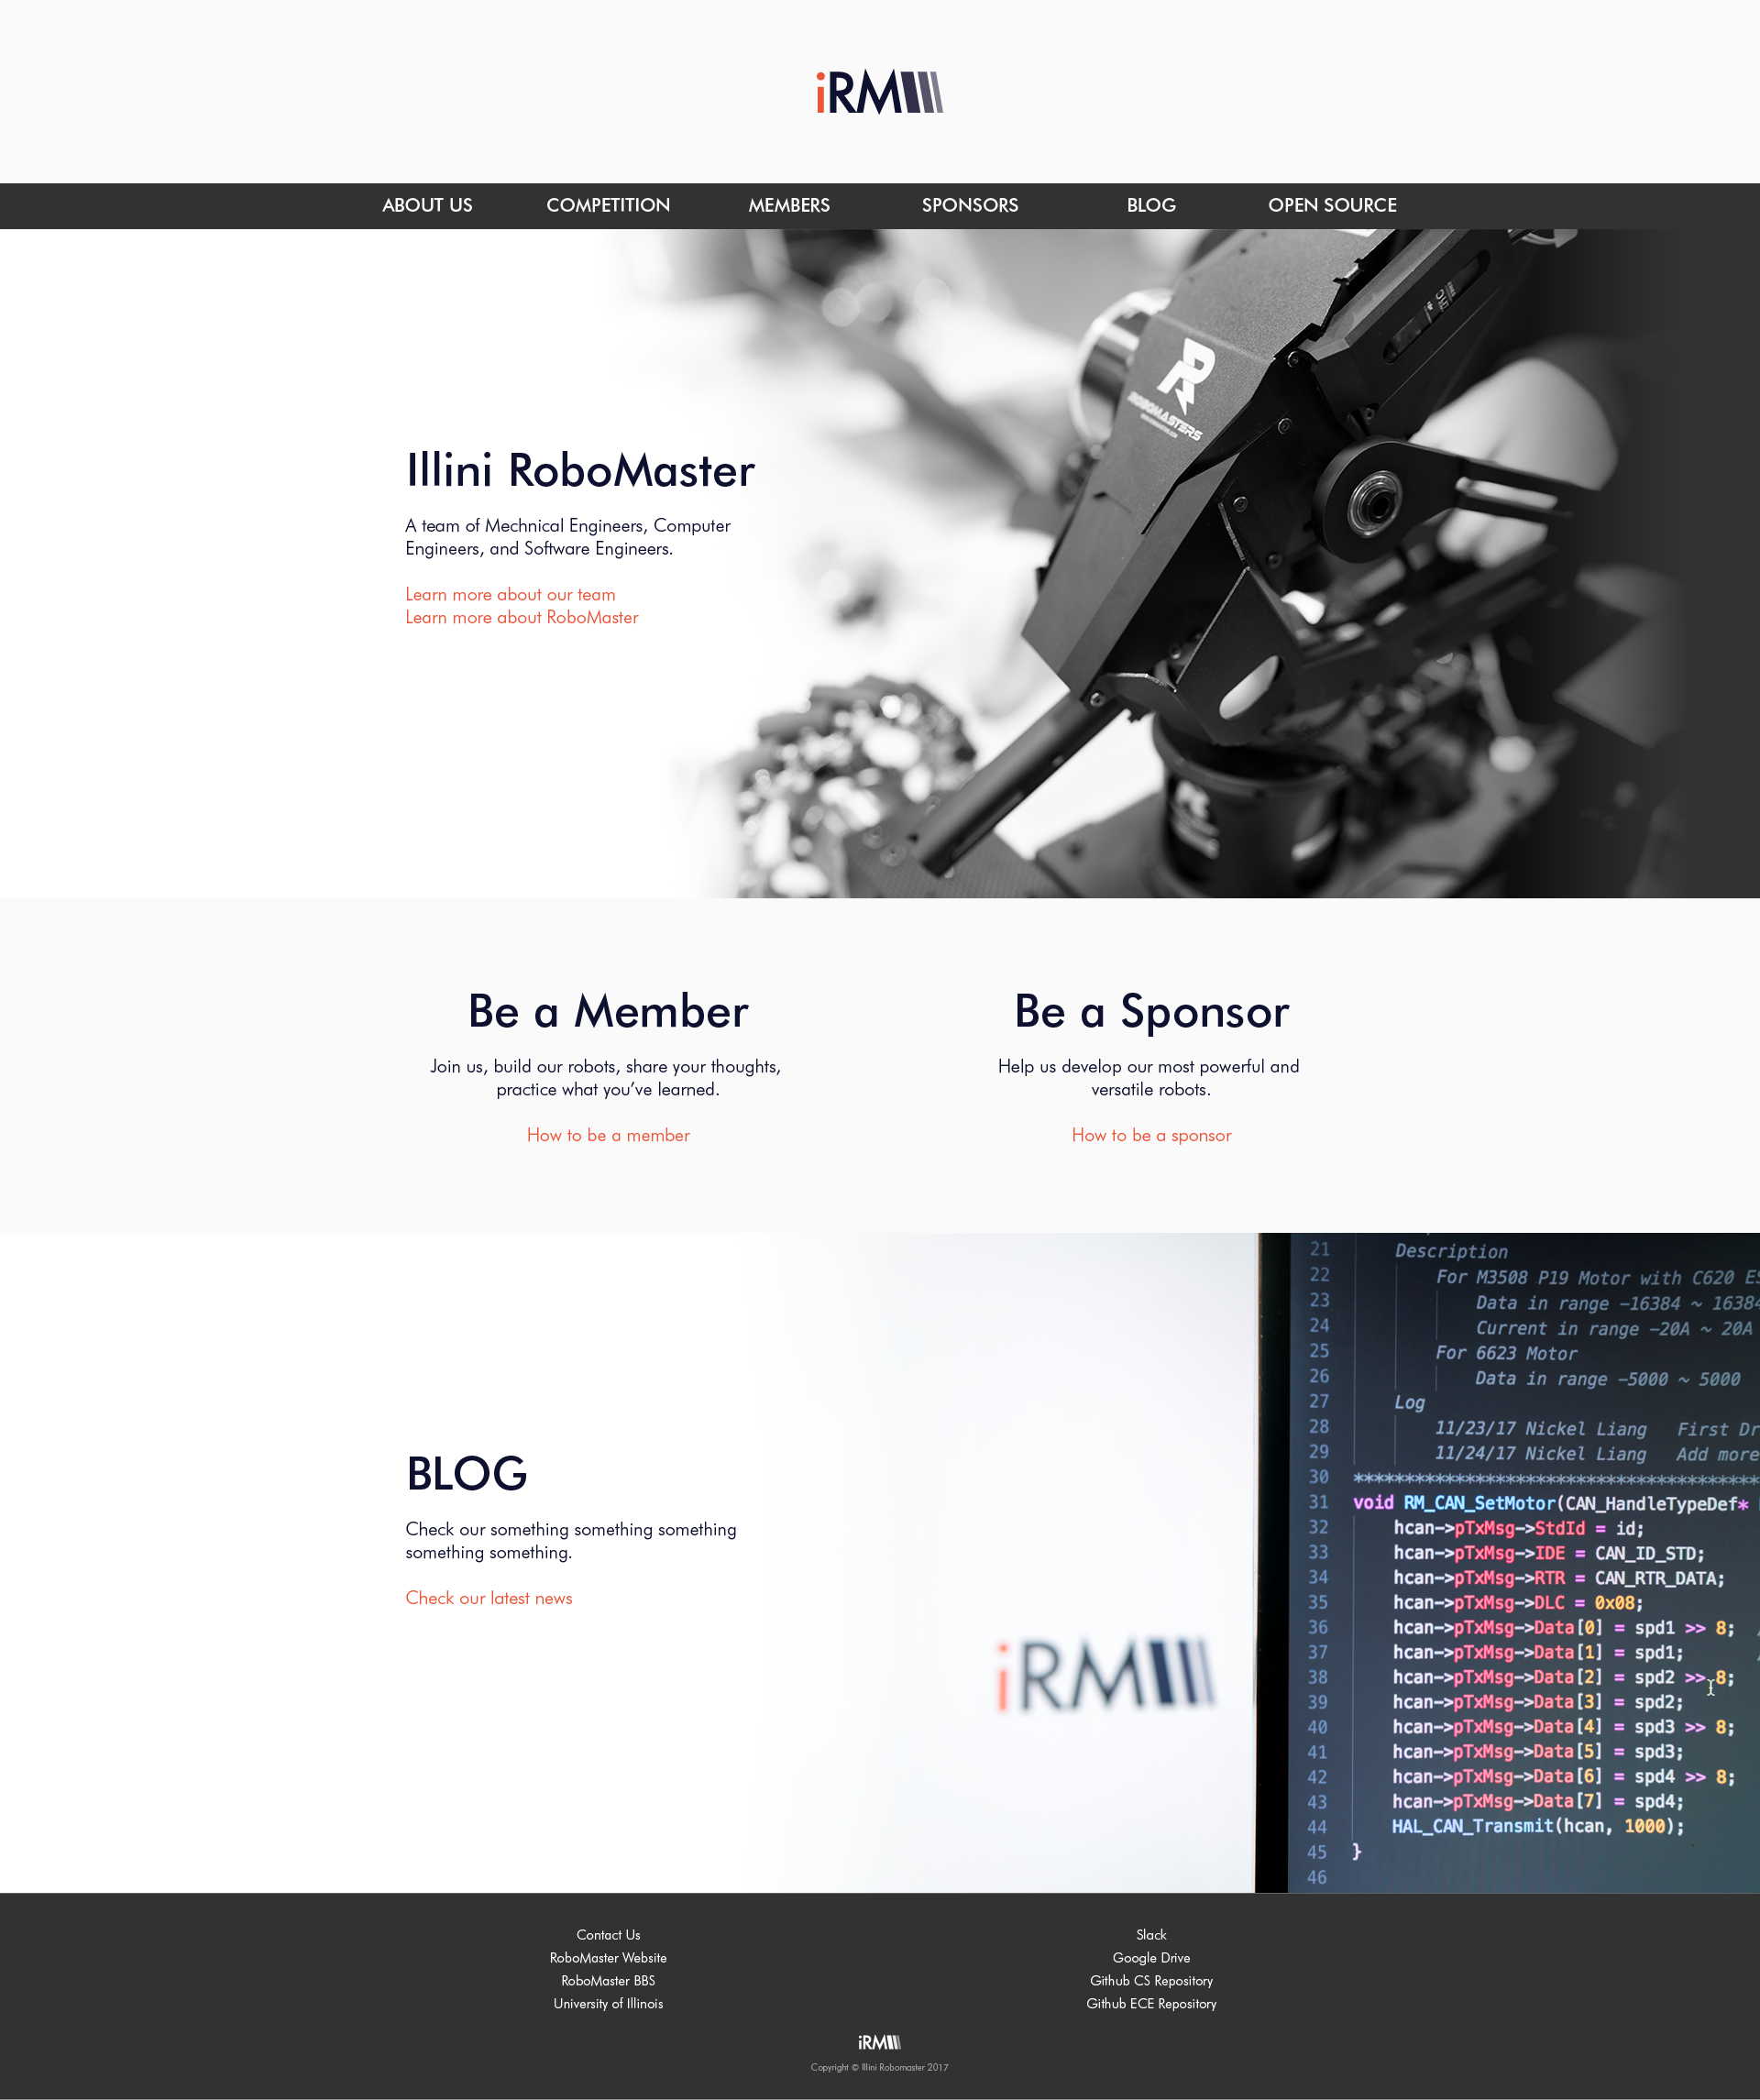 iRM
ABOUT US COMPETITION MEMBERS SPONSORS BLOG OPEN SOURCE
ROBOMASTERS
Illini RoboMaster
A team of Mechnical Engineers, Computer
Engineers, and Software Engineers.
Learn more about our team
Learn more about RoboMaster
Be a Member
Join us, build our robots, share your thoughts,
practice what you’ve learned.
How to be a member
Be a Sponsor
Help us develop our most powerful and
versatile robots.
How to be a sponsor
BLOG
Check our something something something
something something.
Check our latest news
iRM
21 Description
22 For M3508 P19 Motor with C620 ES
23 Data in range -16384 ~ 16384
24 Current in range -20A ~ 20A
25 For 6623 Motor
26 Data in range -5000 ~ 5000
27 Log
28 11/23/17 Nickel Liang First Dr
29 11/24/17 Nickel Liang Add more
30 ****************************************
31 void RM_CAN_SetMotor(CAN_HandleTypeDef*
32 hcan->pTxMsg->StdId = id;
33 hcan->pTxMsg->IDE = CAN_ID_STD;
34 hcan->pTxMsg->RTR = CAN_RTR_DATA;
35 hcan->pTxMsg->DLC = 0x08;
36 hcan->pTxMsg->Data[0] = spd1 >> 8; /
37 hcan->pTxMsg->Data[1] = spd1; /
38 hcan->pTxMsg->Data[2] = spd2 >> 8;
39 hcan->pTxMsg->Data[3] = spd2;
40 hcan->pTxMsg->Data[4] = spd3 >> 8;
41 hcan->pTxMsg->Data[5] = spd3;
42 hcan->pTxMsg->Data[6] = spd4 >> 8;
43 hcan->pTxMsg->Data[7] = spd4;
44 HAL_CAN_Transmit(hcan, 1000);
45 }
46
Contact Us
RoboMaster Website
RoboMaster BBS
University of Illinois
Slack
Google Drive
Github CS Repository
Github ECE Repository
iRM
Copyright © Illini Robomaster 2017